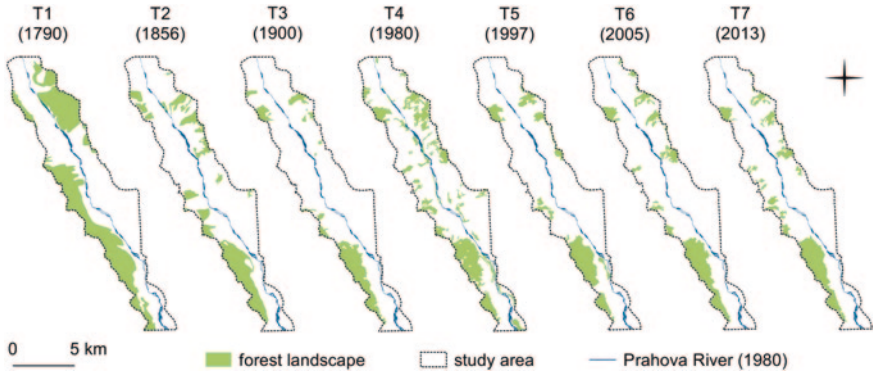 T1 T2 T3 T4 T5 T6 T7
(1790) (1856) (1900) (1980) (1997) (2005) (2013)
0 5 km
forest landscape study area Prahova River (1980)